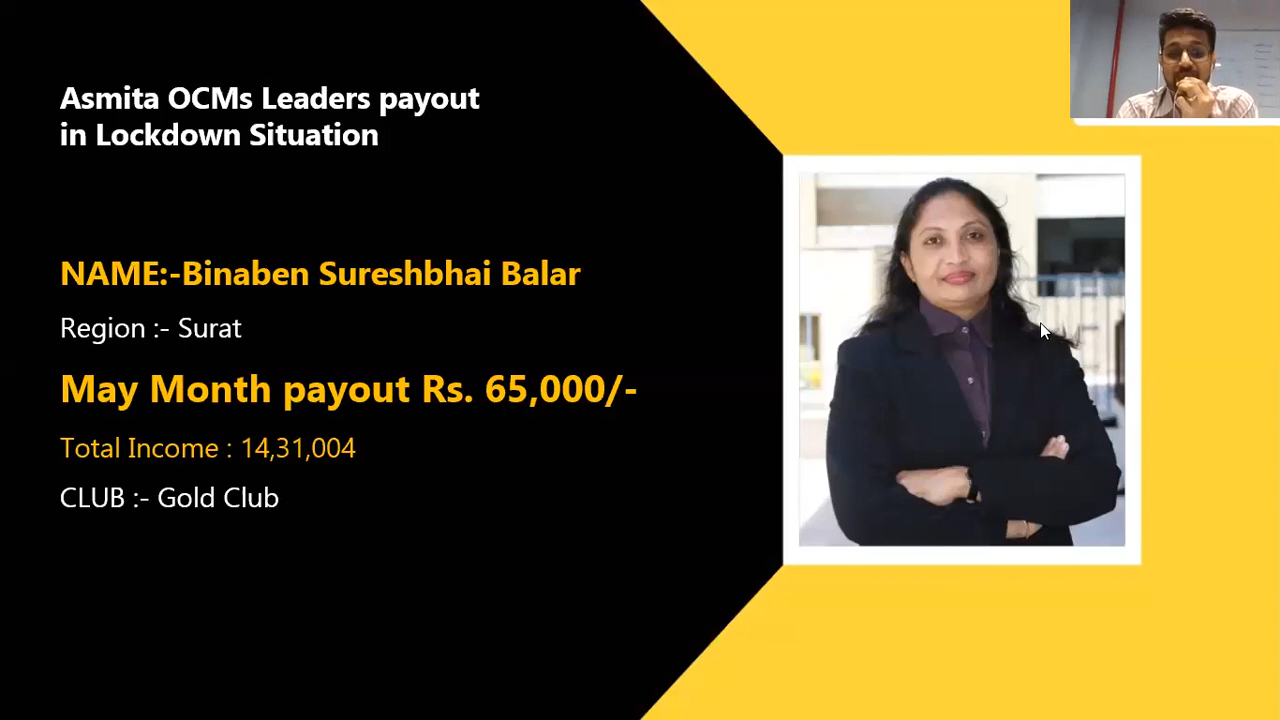 Asmita OCMs Leaders payout
in Lockdown Situation
NAME:-Binaben Sureshbhai Balar
Region :- Surat
May Month payout Rs. 65,000/-
Total Income : 14,31,004
CLUB :- Gold Club